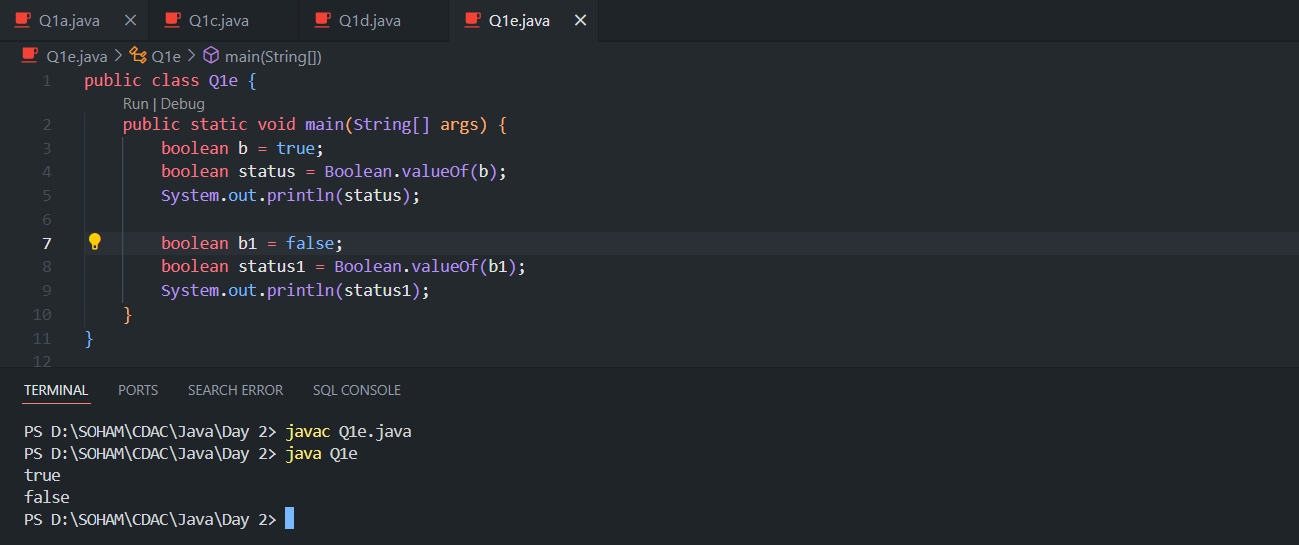 Q1a.java Q1c.java Q1d.java Q1e.java
Q1e.java > Q1e > main(String[])
1 public class Q1e {
Run | Debug
2 public static void main(String[] args) {
3 boolean b = true;
4 boolean status = Boolean.valueOf(b);
5 System.out.println(status);
6
7 boolean b1 = false;
8 boolean status1 = Boolean.valueOf(b1);
9 System.out.println(status1);
10 }
11 }
12
TERMINAL PORTS SEARCH ERROR SQL CONSOLE
PS D:\SOHAM\CDAC\Java\Day 2> javac Q1e.java
PS D:\SOHAM\CDAC\Java\Day 2> java Q1e
true
false
PS D:\SOHAM\CDAC\Java\Day 2>